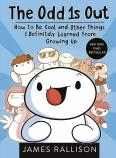 The Odd 1s Out
How to Be Cool and Other Things
I Definitely Learned from
Growing Up
NEW YORK
TIMES
BESTSELLER
JAMES RALLISON